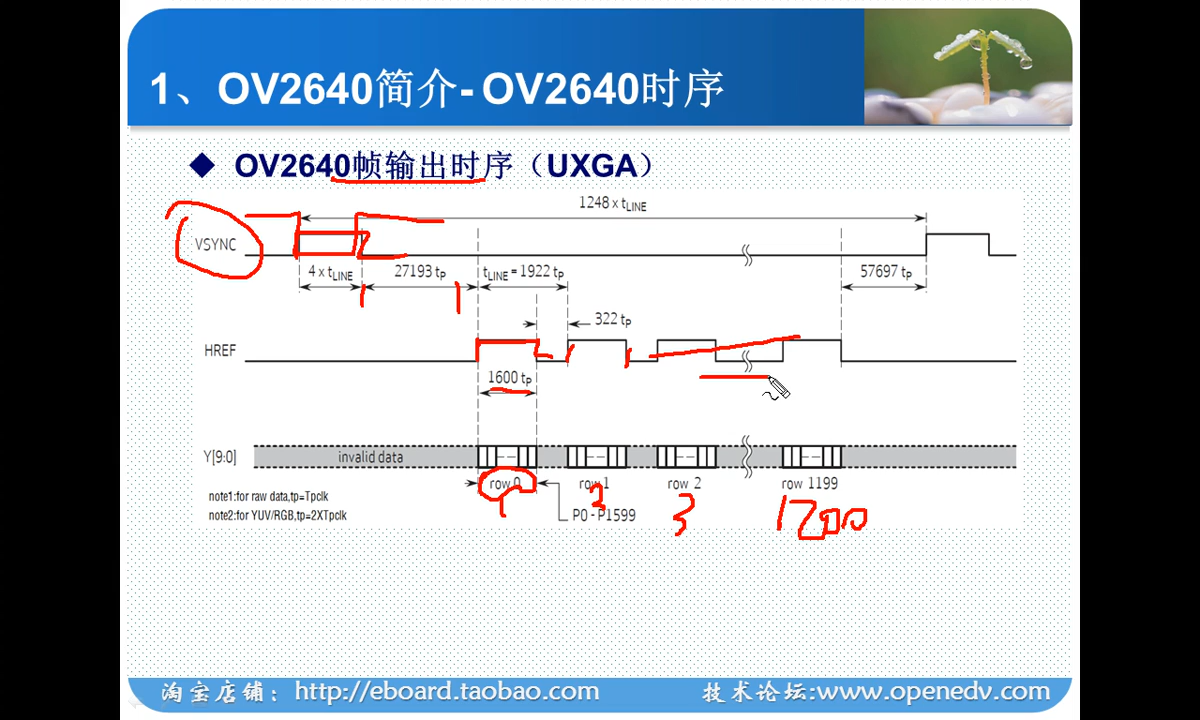 1、OV2640简介- OV2640时序
◆ OV2640帧输出时序（UXGA）
1248 x tLINE
VSYNC
4 x tLINE
27193 tP
tLINE = 1922 tP
57697 tP
322 tP
HREF
1600 tP
Y[9:0]
invalid data
row 0
row 1
row 2
row 1199
1
2
3
1200
P0 - P1599
note1:for raw data,tp=Tpclk
note2:for YUV/RGB,tp=2XTpclk
淘宝店铺：http://eboard.taobao.com
技术论坛:www.openedv.com